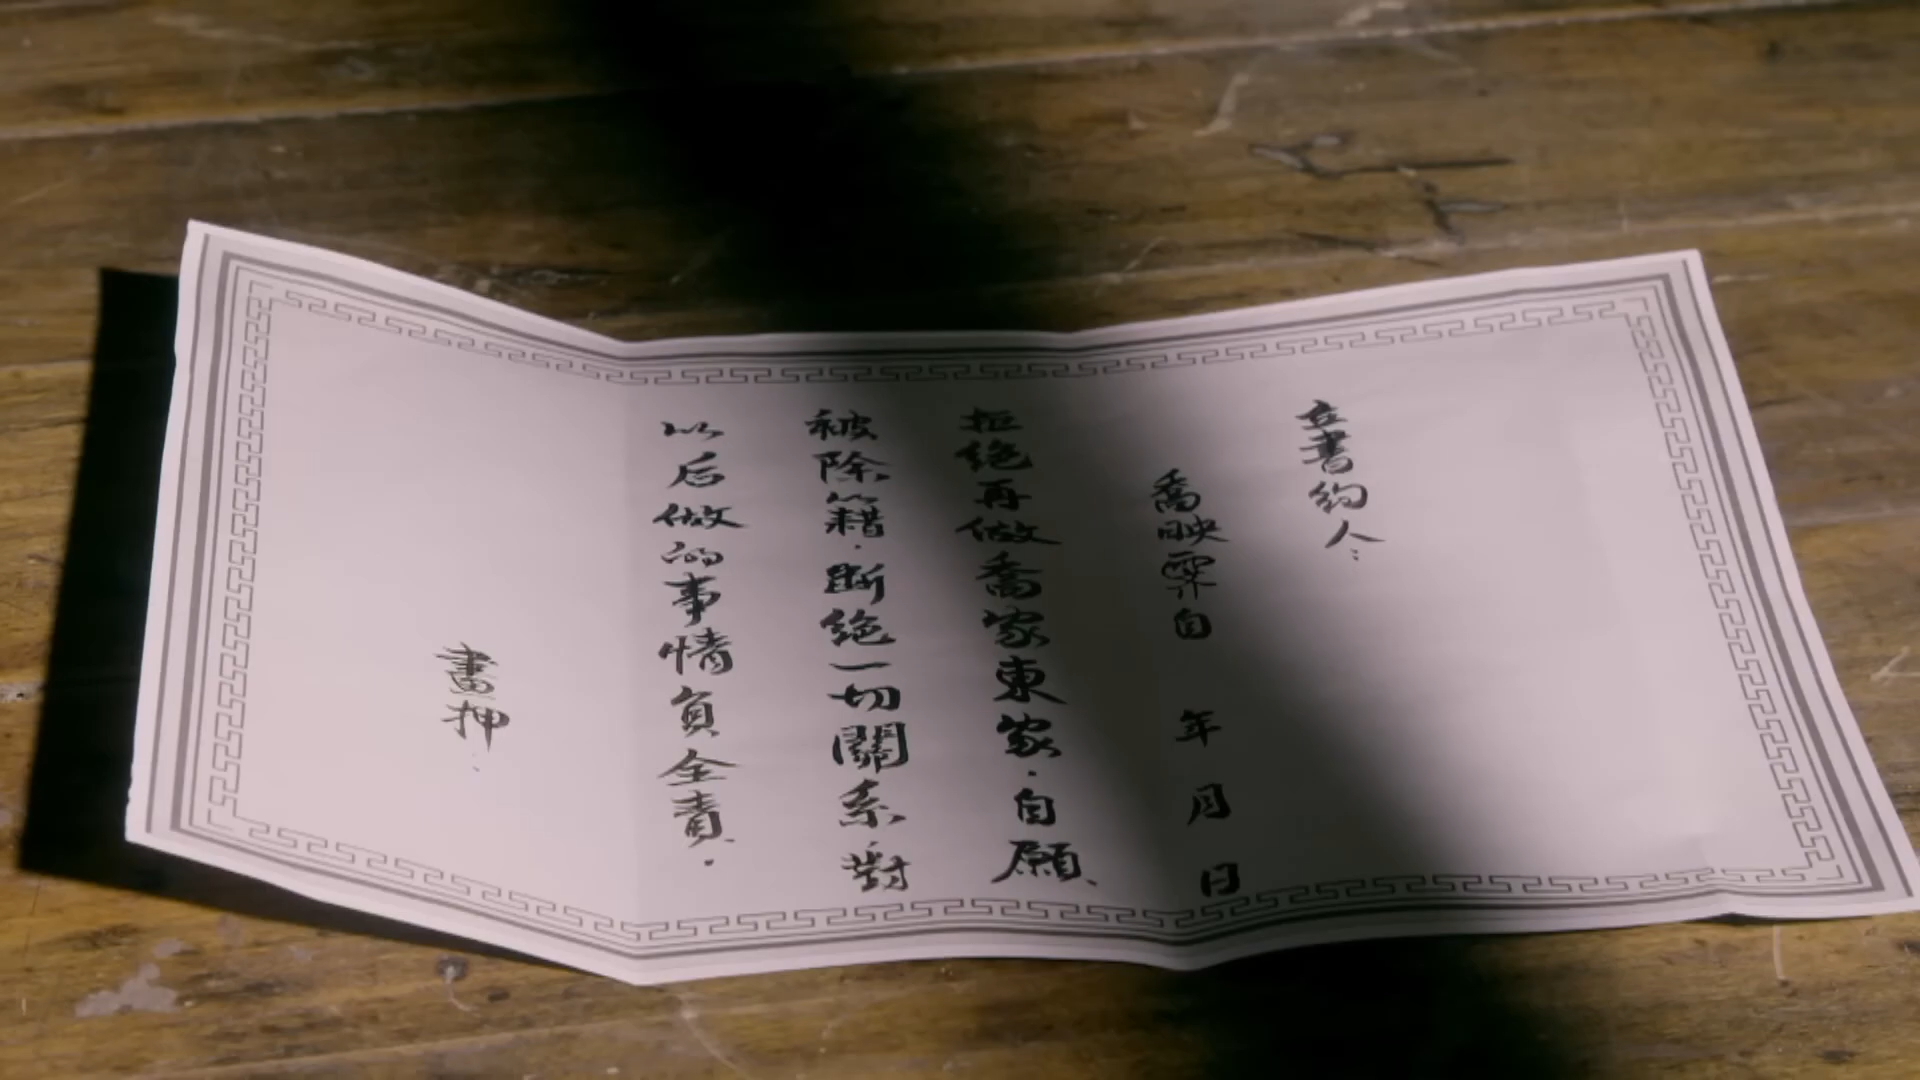 立書約人:
喬映霁自 年 月 日
拒绝再做喬家東家.自願
被除籍.斷绝一切關系.對
以后做的事情負全責.
畫押.